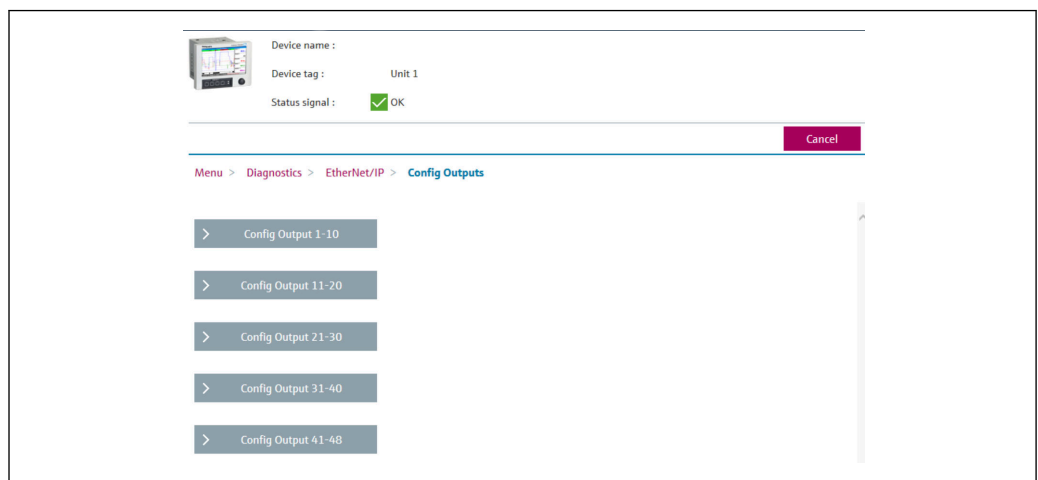 Device name :
Device tag : Unit 1
Status signal : OK
Cancel
Menu > Diagnostics > EtherNet/IP > Config Outputs
> Config Output 1-10
> Config Output 11-20
> Config Output 21-30
> Config Output 31-40
> Config Output 41-48